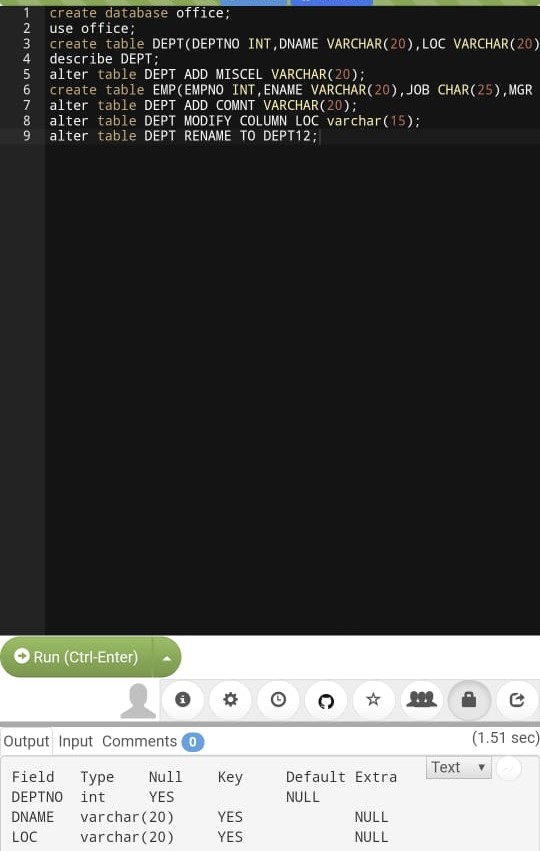 1 create database office;
2 use office;
3 create table DEPT(DEPTNO INT,DNAME VARCHAR(20),LOC VARCHAR(20)
4 describe DEPT;
5 alter table DEPT ADD MISCEL VARCHAR(20);
6 create table EMP(EMPNO INT,ENAME VARCHAR(20),JOB CHAR(25),MGR
7 alter table DEPT ADD COMNT VARCHAR(20);
8 alter table DEPT MODIFY COLUMN LOC varchar(15);
9 alter table DEPT RENAME TO DEPT12;
Run (Ctrl-Enter)
Output Input Comments 0 (1.51 sec)
Text
Field Type Null Key Default Extra
DEPTNO int YES NULL
DNAME varchar(20) YES NULL
LOC varchar(20) YES NULL